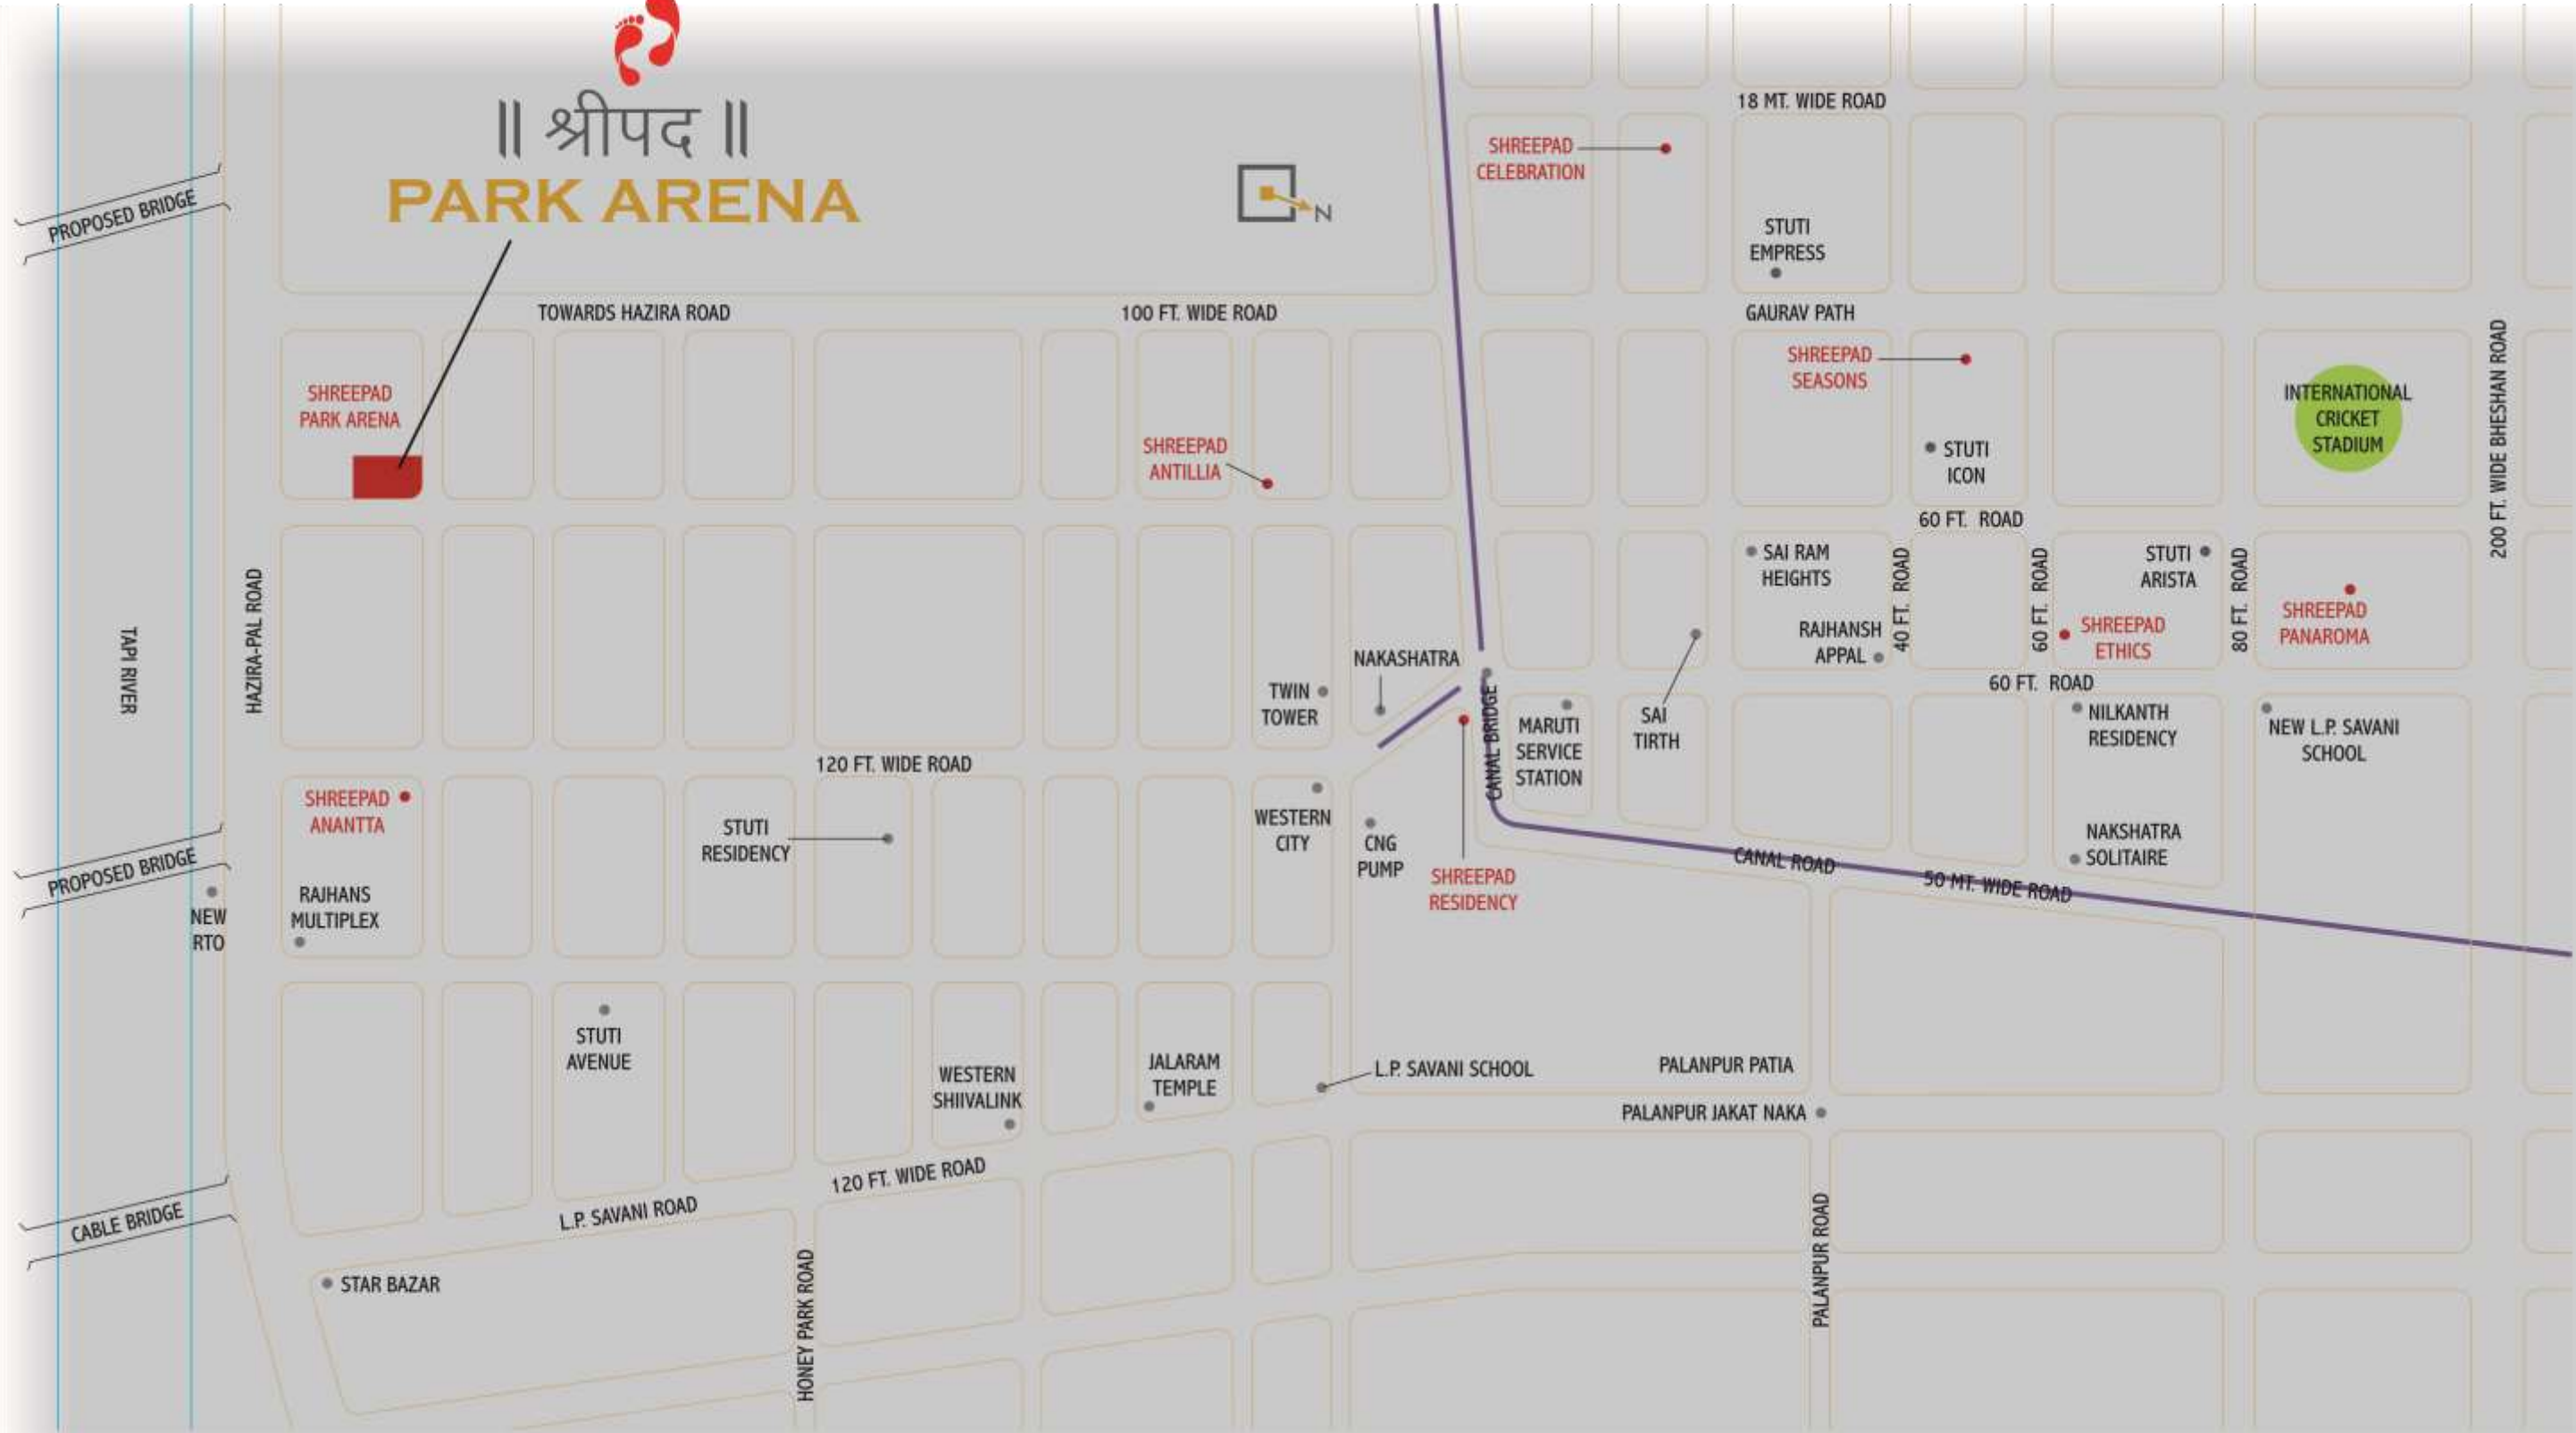 || श्रीपद ||
PARK ARENA
N
PROPOSED BRIDGE
18 MT. WIDE ROAD
SHREEPAD
CELEBRATION
STUTI
EMPRESS
TOWARDS HAZIRA ROAD
100 FT. WIDE ROAD
GAURAV PATH
SHREEPAD
PARK ARENA
SHREEPAD
ANTILLIA
SHREEPAD
SEASONS
STUTI
ICON
INTERNATIONAL
CRICKET
STADIUM
200 FT. WIDE BHESHAN ROAD
60 FT. ROAD
TAPI RIVER
HAZIRA-PAL ROAD
SAI RAM
HEIGHTS
RAJHANSH
APPAL
40 FT. ROAD
60 FT. ROAD
STUTI
ARISTA
SHREEPAD
ETHICS
80 FT. ROAD
SHREEPAD
PANAROMA
NAKASHATRA
TWIN
TOWER
CANAL BRIDGE
MARUTI
SERVICE
STATION
SAI
TIRTH
60 FT. ROAD
NILKANTH
RESIDENCY
NEW L.P. SAVANI
SCHOOL
120 FT. WIDE ROAD
SHREEPAD
ANANTTA
STUTI
RESIDENCY
WESTERN
CITY
CNG
PUMP
SHREEPAD
RESIDENCY
CANAL ROAD
50 MT. WIDE ROAD
NAKSHATRA
SOLITAIRE
PROPOSED BRIDGE
NEW
RTO
RAJHANS
MULTIPLEX
STUTI
AVENUE
WESTERN
SHIIVALINK
JALARAM
TEMPLE
L.P. SAVANI SCHOOL
PALANPUR PATIA
PALANPUR JAKAT NAKA
CABLE BRIDGE
L.P. SAVANI ROAD
120 FT. WIDE ROAD
STAR BAZAR
HONEY PARK ROAD
PALANPUR ROAD